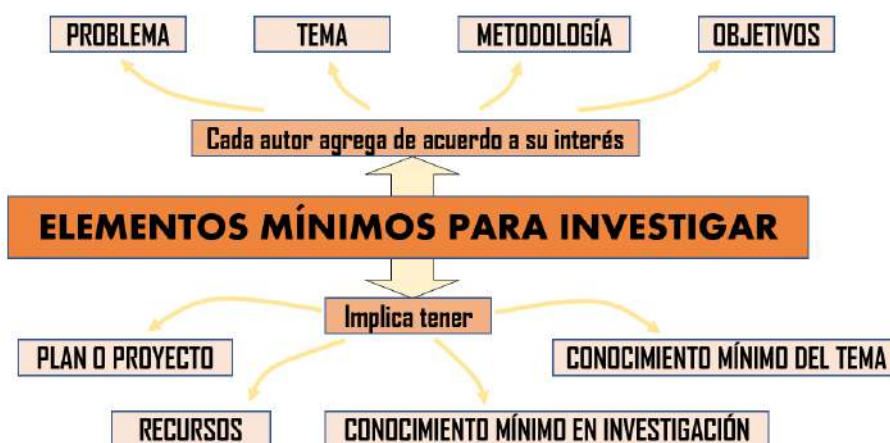 PROBLEMA
TEMA
METODOLOGÍA
OBJETIVOS
Cada autor agrega de acuerdo a su interés
ELEMENTOS MÍNIMOS PARA INVESTIGAR
Implica tener
PLAN O PROYECTO
CONOCIMIENTO MÍNIMO DEL TEMA
RECURSOS
CONOCIMIENTO MÍNIMO EN INVESTIGACIÓN